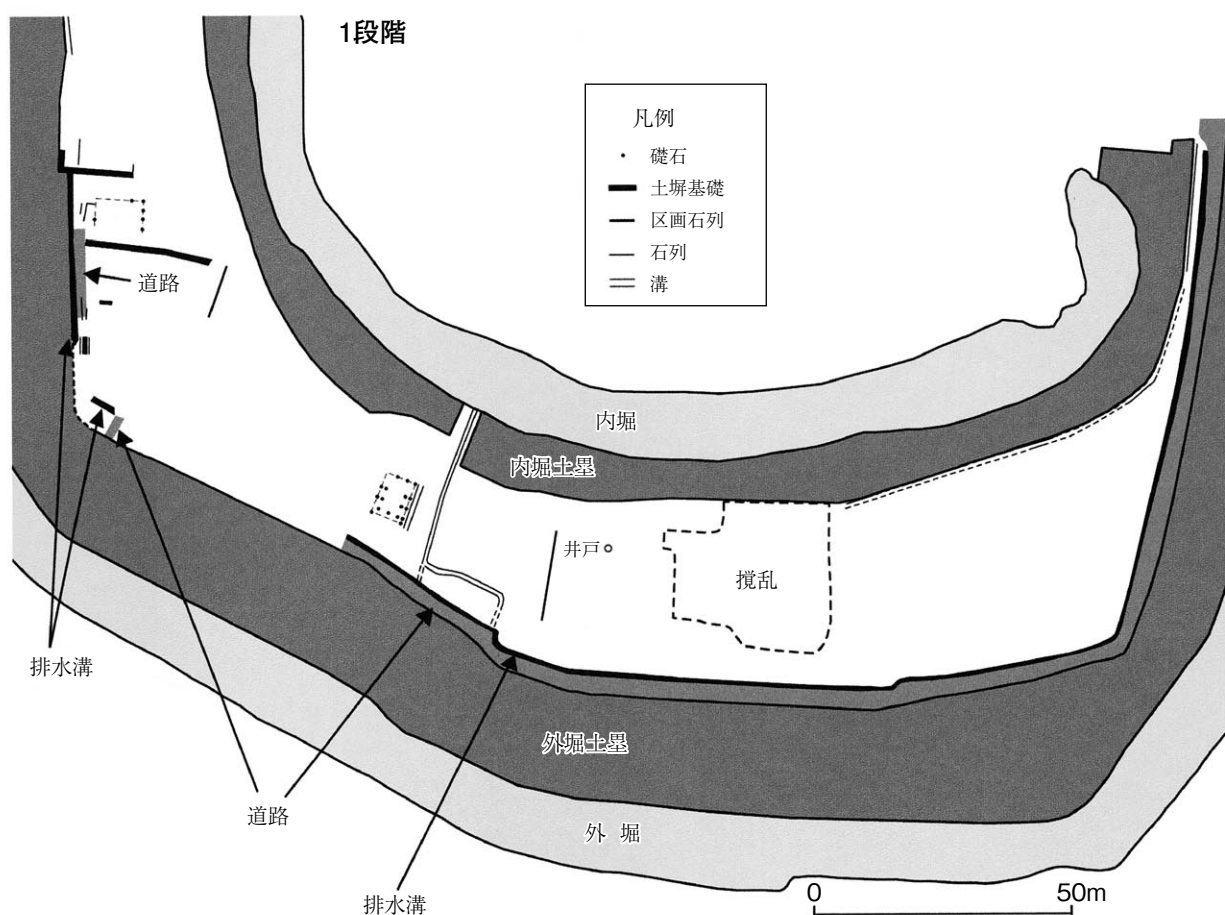 1段階
凡例
礎石
土塀基礎
区画石列
石列
溝
道路
内堀
内堀土塁
井戸
撹乱
排水溝
外堀土塁
道路
外 堀
排水溝
0 50m